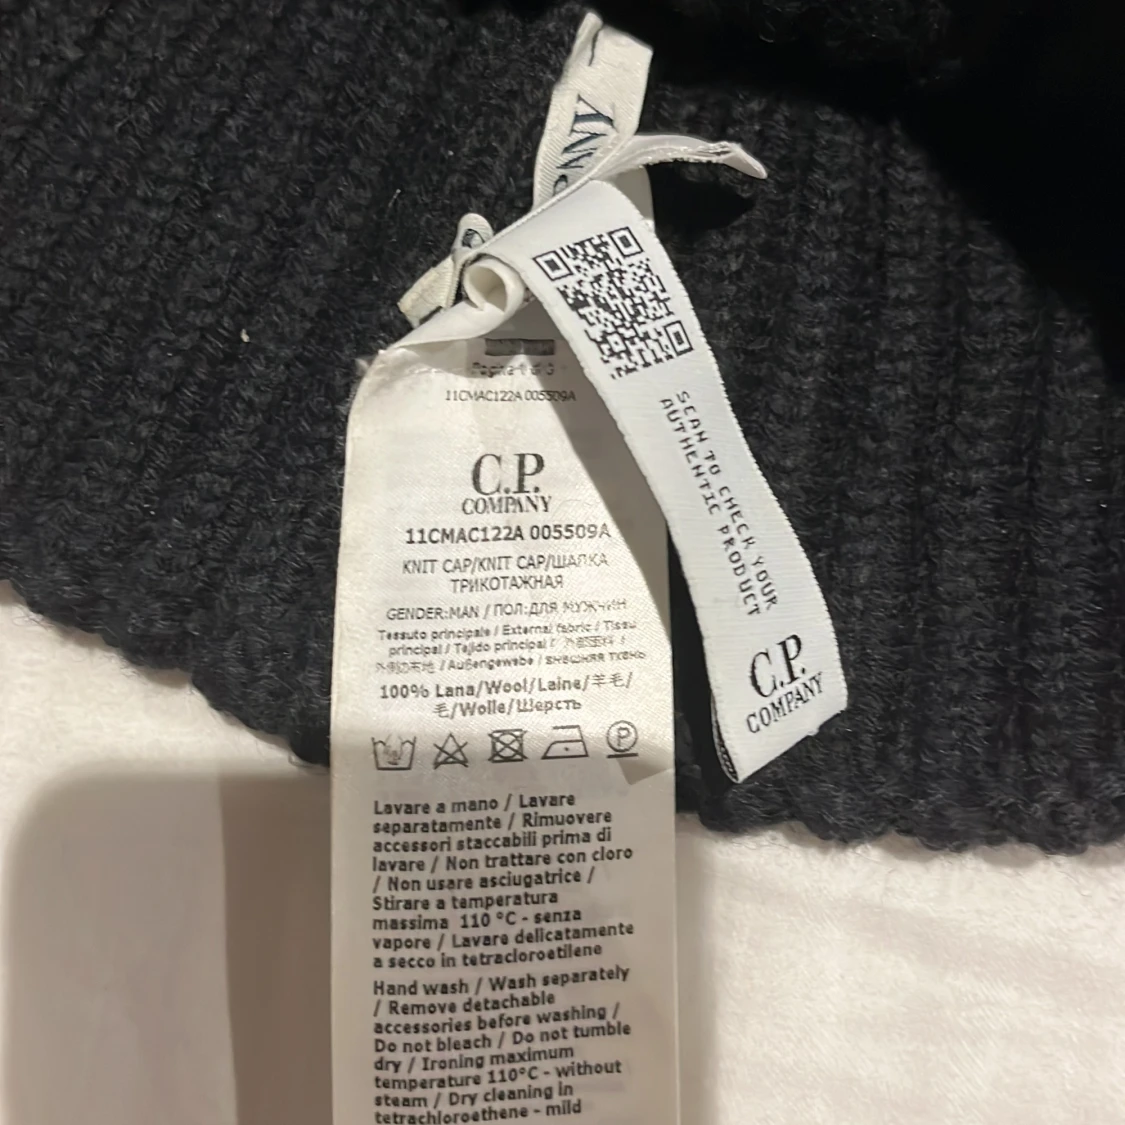 PANY
Pagina 1 di 3
11CMAC122A 005509A
C.P.
COMPANY
11CMAC122A 005509A
KNIT CAP/KNIT CAP/ШАПКА
ТРИКОТАЖНАЯ
GENDER:MAN / ПОЛ:ДЛЯ МУЖЧИН
Tessuto principale / External fabric / Tissu
principal / Tejido principal /
/ Außengewebe / ВНЕШНЯЯ ТКАНЬ
100% Lana/Wool/Laine/羊毛/
毛/Wolle/Шерсть
P
Lavare a mano / Lavare
separatamente / Rimuovere
accessori staccabili prima di
lavare / Non trattare con cloro
/ Non usare asciugatrice /
Stirare a temperatura
massima 110 °C - senza
vapore / Lavare delicatamente
a secco in tetracloroetilene
Hand wash / Wash separately
/ Remove detachable
accessories before washing /
Do not bleach / Do not tumble
dry / Ironing maximum
temperature 110°C - without
steam / Dry cleaning in
tetrachloroethene - mild
SCAN TO CHECK YOUR
AUTHENTIC PRODUCT
C.P.
COMPANY